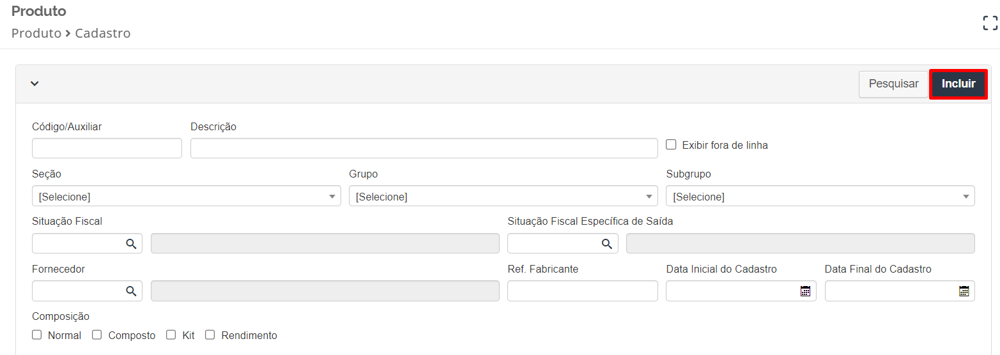 Produto
Produto > Cadastro
Pesquisar Incluir
Código/Auxiliar Descrição
Exibir fora de linha
Seção Grupo Subgrupo
[Selecione] [Selecione] [Selecione]
Situação Fiscal Situação Fiscal Específica de Saída
Fornecedor Ref. Fabricante Data Inicial do Cadastro Data Final do Cadastro
Composição
Normal Composto Kit Rendimento